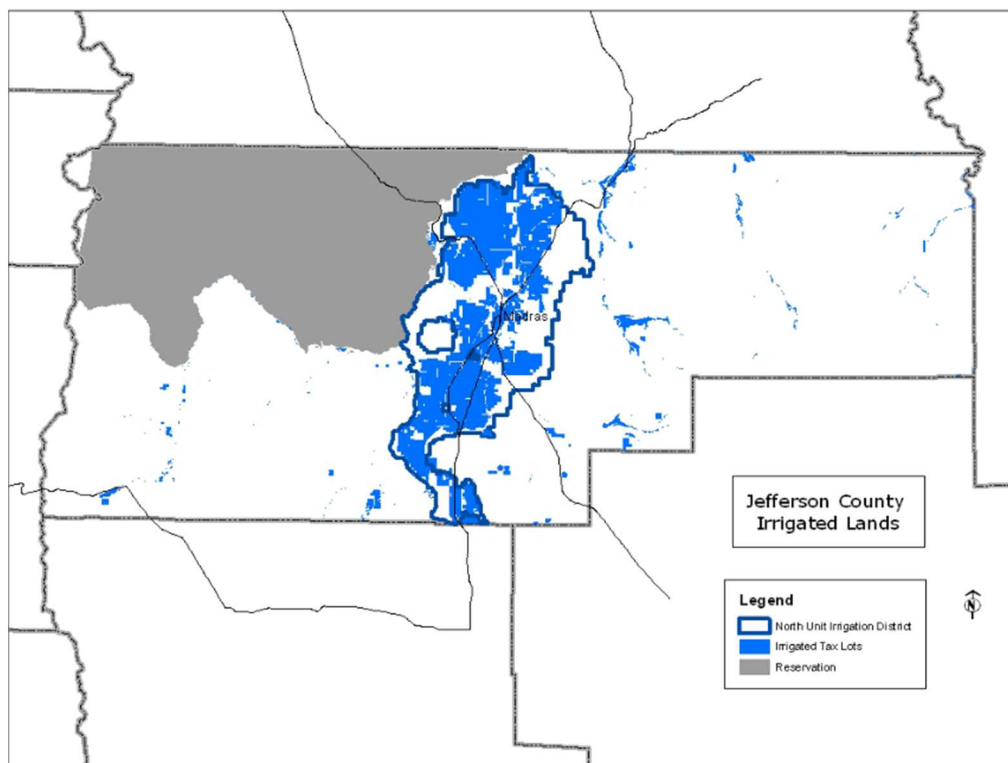 Madras
Jefferson County
Irrigated Lands
Legend
North Unit Irrigation District
Irrigated Tax Lots
Reservation
N